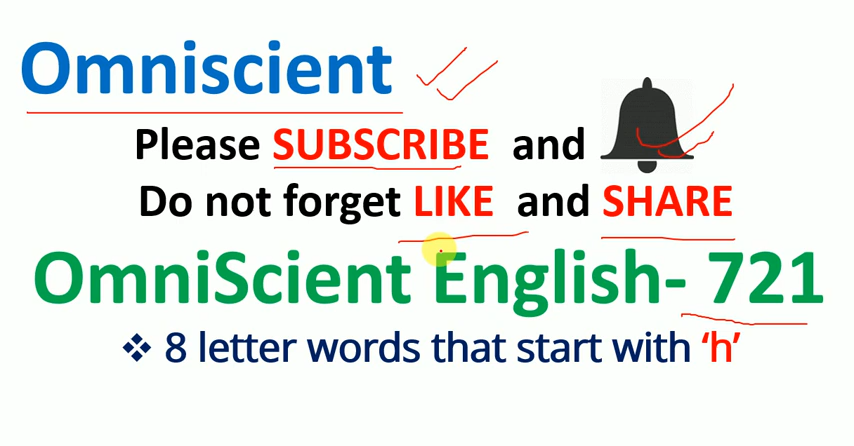 Omniscient
Please SUBSCRIBE and
Do not forget LIKE and SHARE
OmniScient English- 721
❖ 8 letter words that start with ‘h’